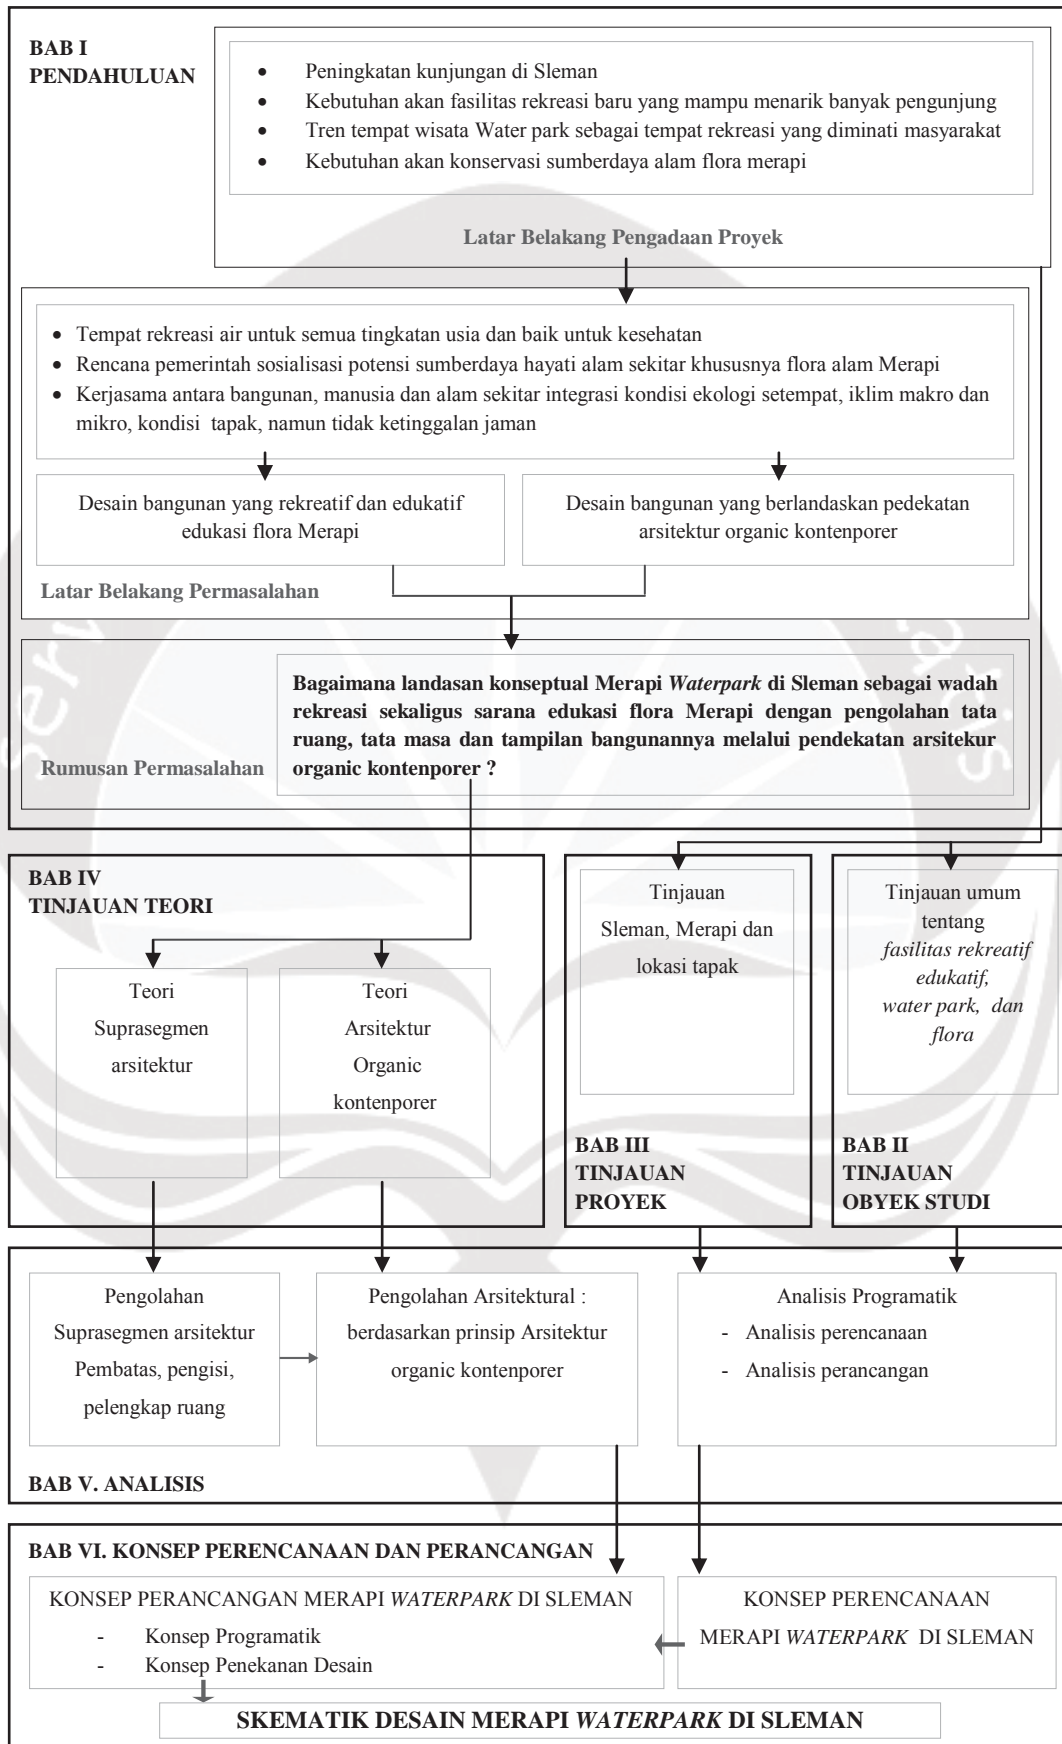 BAB I
PENDAHULUAN
• Peningkatan kunjungan di Sleman
• Kebutuhan akan fasilitas rekreasi baru yang mampu menarik banyak pengunjung
• Tren tempat wisata Water park sebagai tempat rekreasi yang diminati masyarakat
• Kebutuhan akan konservasi sumberdaya alam flora merapi
Latar Belakang Pengadaan Proyek
• Tempat rekreasi air untuk semua tingkatan usia dan baik untuk kesehatan
• Rencana pemerintah sosialisasi potensi sumberdaya hayati alam sekitar khususnya flora alam Merapi
• Kerjasama antara bangunan, manusia dan alam sekitar integrasi kondisi ekologi setempat, iklim makro dan
mikro, kondisi tapak, namun tidak ketinggalan jaman
Desain bangunan yang rekreatif dan edukatif
edukasi flora Merapi
Desain bangunan yang berlandaskan pedekatan
arsitektur organic kontenporer
Latar Belakang Permasalahan
Bagaimana landasan konseptual Merapi Waterpark di Sleman sebagai wadah
rekreasi sekaligus sarana edukasi flora Merapi dengan pengolahan tata
ruang, tata masa dan tampilan bangunannya melalui pendekatan arsitekur
organic kontenporer ?
Rumusan Permasalahan
BAB IV
TINJAUAN TEORI
Teori
Suprasegmen
arsitektur
Teori
Arsitektur
Organic
kontenporer
Tinjauan
Sleman, Merapi dan
lokasi tapak
BAB III
TINJAUAN
PROYEK
Tinjauan umum
tentang
fasilitas rekreatif
edukatif,
water park, dan
flora
BAB II
TINJAUAN
OBYEK STUDI
Pengolahan
Suprasegmen arsitektur
Pembatas, pengisi,
pelengkap ruang
Pengolahan Arsitektural :
berdasarkan prinsip Arsitektur
organic kontenporer
Analisis Programatik
- Analisis perencanaan
- Analisis perancangan
BAB V. ANALISIS
BAB VI. KONSEP PERENCANAAN DAN PERANCANGAN
KONSEP PERANCANGAN MERAPI WATERPARK DI SLEMAN
- Konsep Programatik
- Konsep Penekanan Desain
KONSEP PERENCANAAN
MERAPI WATERPARK DI SLEMAN
SKEMATIK DESAIN MERAPI WATERPARK DI SLEMAN